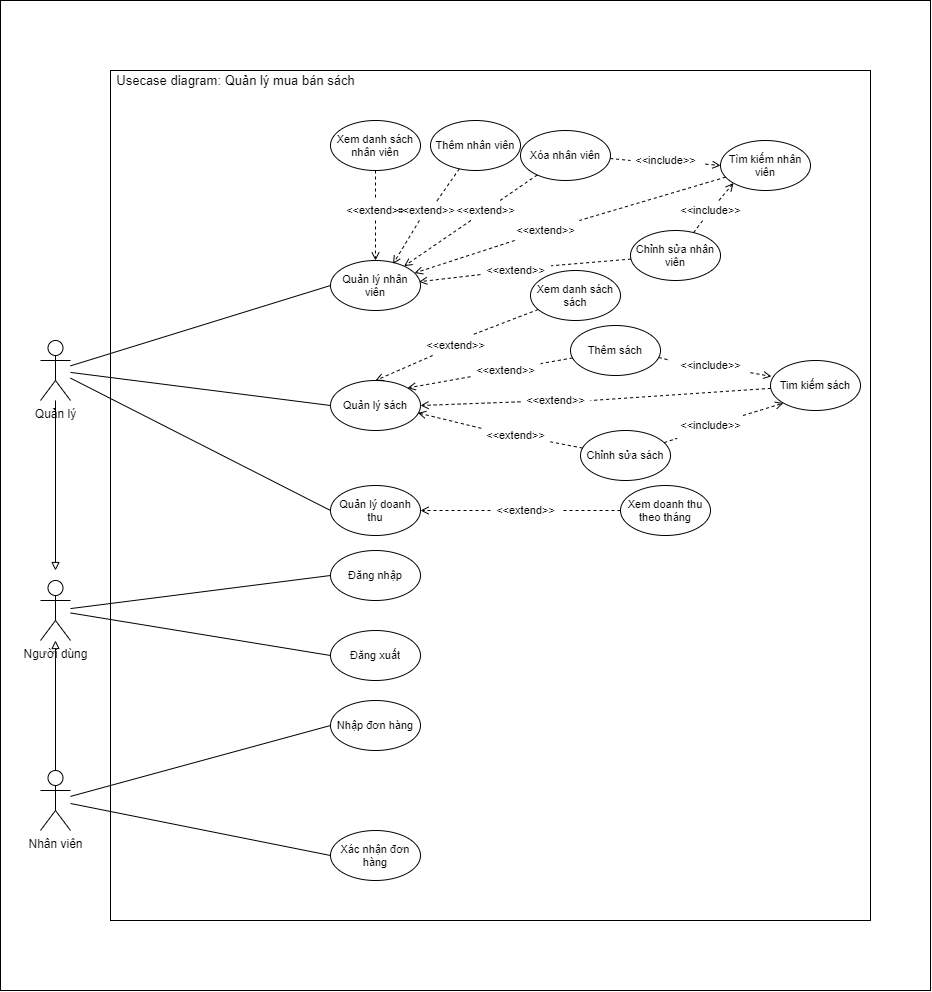 Usecase diagram: Quản lý mua bán sách
Xem danh sách
nhân viên
Thêm nhân viên
Xóa nhân viên
<<include>>
Tìm kiếm nhân
viên
<<extend>>
<<extend>>
<<extend>>
<<include>>
<<extend>>
Chỉnh sửa nhân
viên
<<extend>>
Quản lý nhân
viên
Xem danh sách
sách
<<extend>>
Thêm sách
<<include>>
<<extend>>
Tim kiếm sách
<<extend>>
Quản lý sách
Quản lý
<<include>>
<<extend>>
Chỉnh sửa sách
Quản lý doanh
thu
<<extend>>
Xem doanh thu
theo tháng
Đăng nhập
Người dùng
Đăng xuất
Nhập đơn hàng
Nhân viên
Xác nhận đơn
hàng